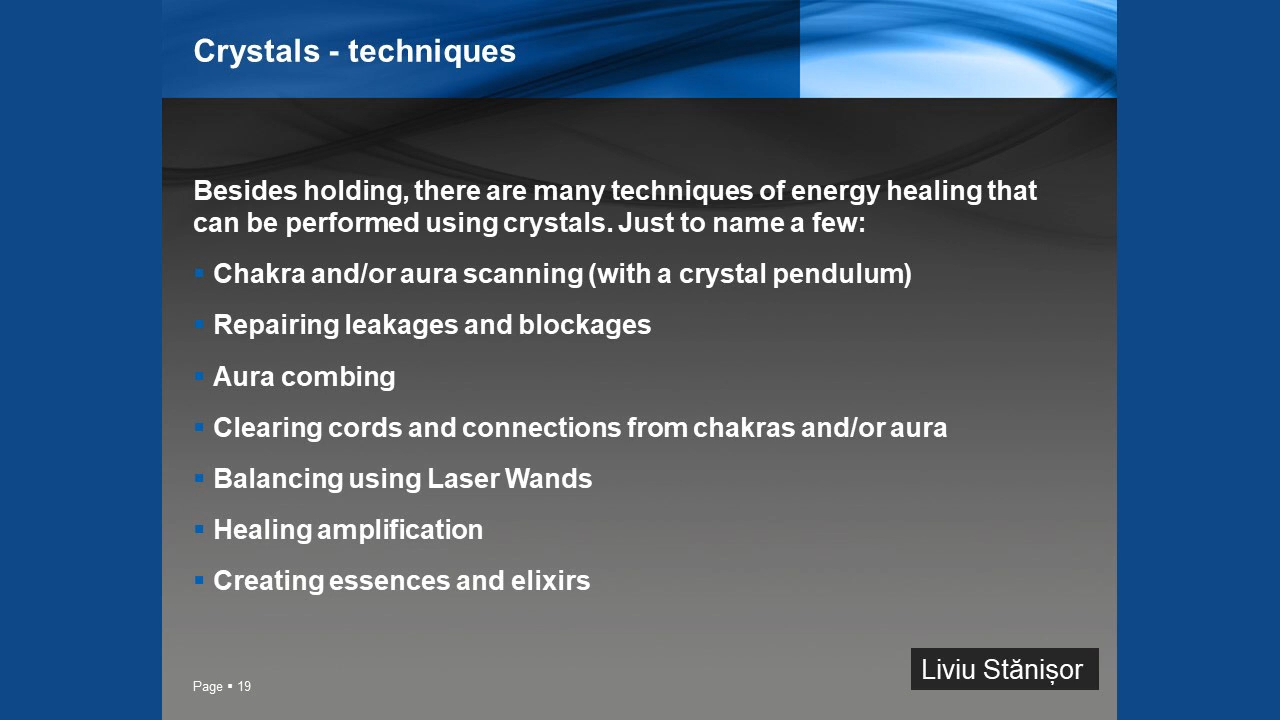 Crystals - techniques
Besides holding, there are many techniques of energy healing that
can be performed using crystals. Just to name a few:
▪ Chakra and/or aura scanning (with a crystal pendulum)
▪ Repairing leakages and blockages
▪ Aura combing
▪ Clearing cords and connections from chakras and/or aura
▪ Balancing using Laser Wands
▪ Healing amplification
▪ Creating essences and elixirs
Liviu Stănișor
Page ▪ 19